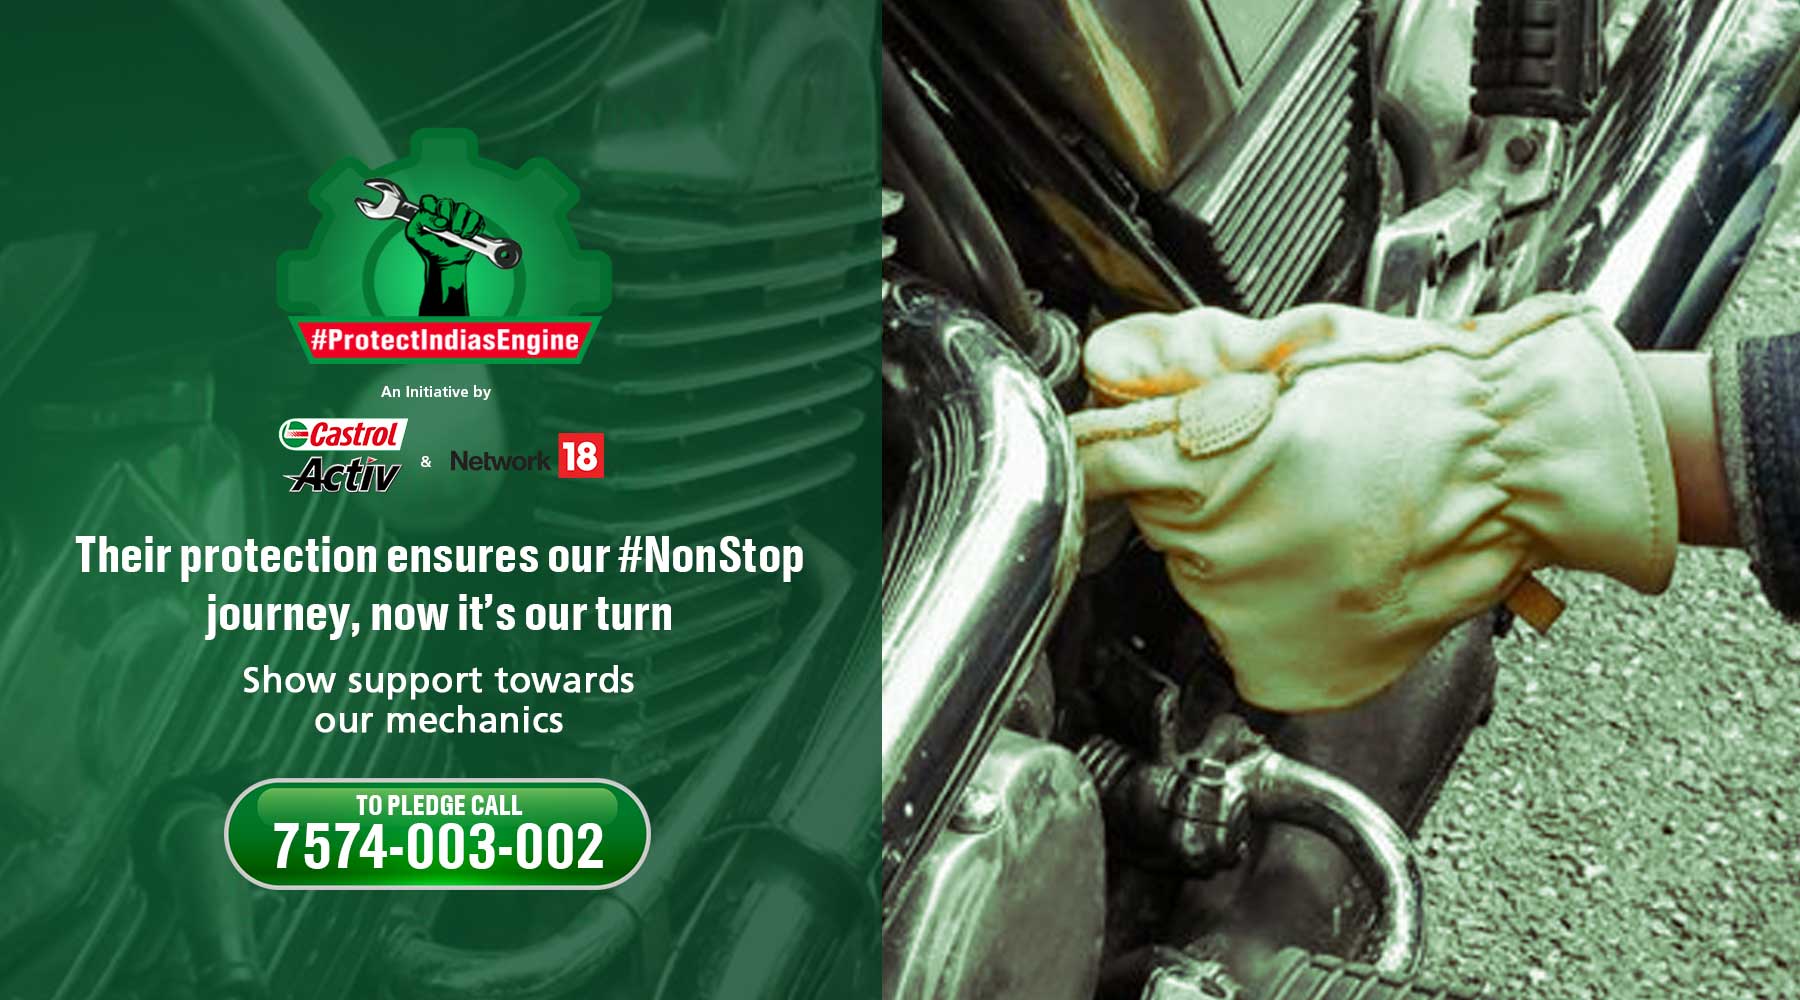 #ProtectIndiasEngine
An Initiative by
Castrol
Activ & Network 18
Their protection ensures our #NonStop
journey, now it's our turn
Show support towards
our mechanics
TO PLEDGE CALL
7574-003-002